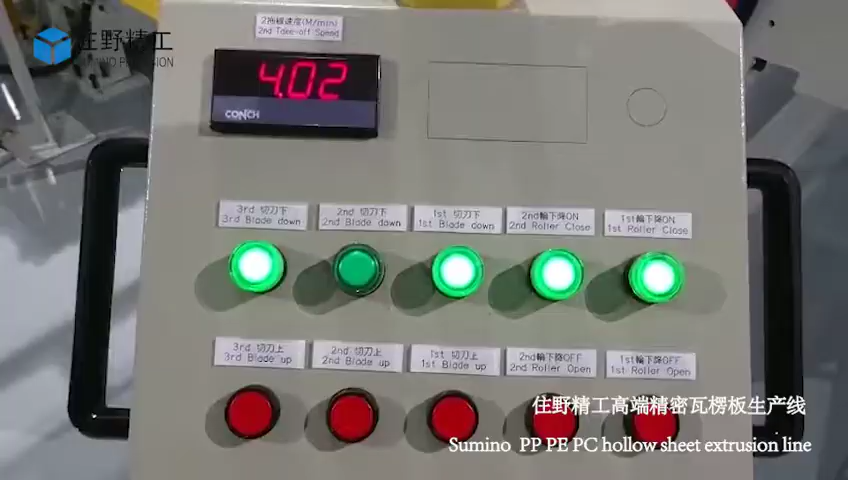 住野精工
SUMINO PRECISION
2拖碰速度(M/min)
2nd Take-off Speed
4.02
CONCH
3rd 切刀下
3rd Blade down
2nd 切刀下
2nd Blade down
1st 切刀下
1st Blade down
2nd輪下降ON
2nd Roller Close
1st輪下降ON
1st Roller Close
3rd 切刀上
3rd Blade up
2nd 切刀上
2nd Blade up
1st 切刀上
1st Blade up
2nd輪下降OFF
2nd Roller Open
1st輪下降OFF
1st Roller Open
住野精工高端精密瓦楞板生产线
Sumino PP PE PC hollow sheet extrusion line